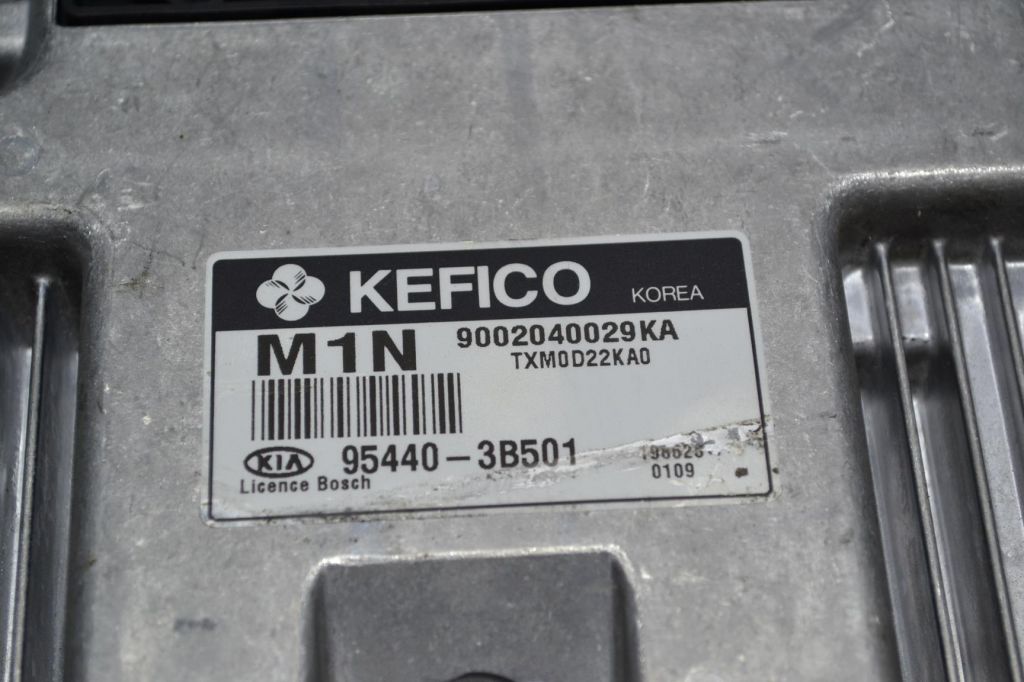 KEFICO KOREA
M1N 9002040029KA
TXM0D22KA0
KIA 95440-3B501
Licence Bosch 0109